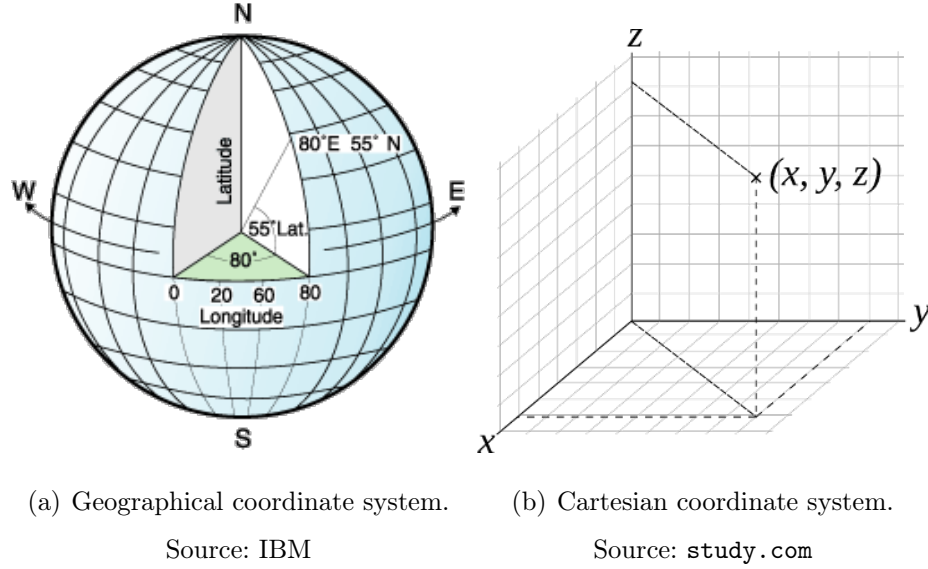 N
W
E
Latitude
80°E 55° N
55°Lat.
80°
0 20 60 80
Longitude
S
z
(x, y, z)
y
x
(a) Geographical coordinate system.
Source: IBM
(b) Cartesian coordinate system.
Source: study.com